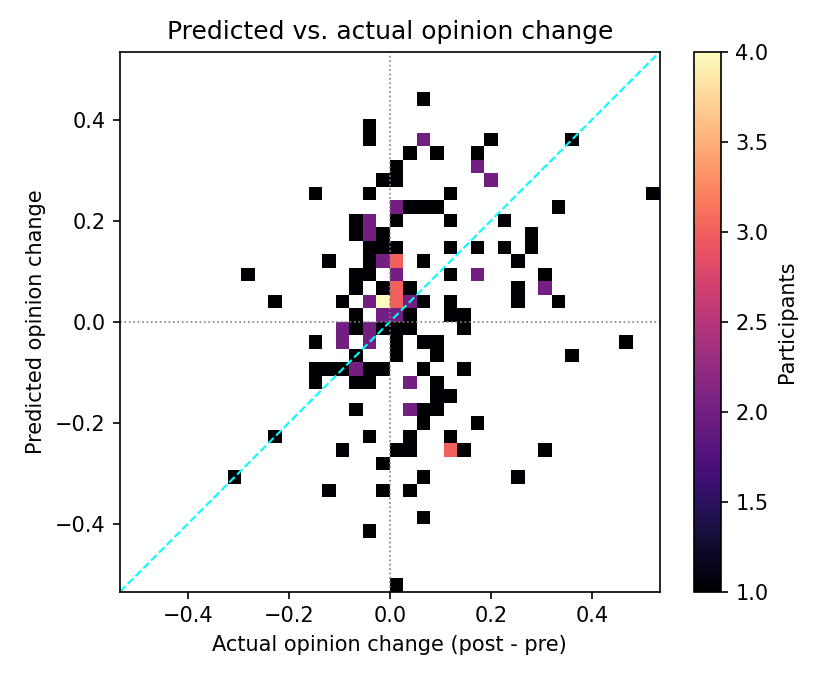 Predicted vs. actual opinion change
Predicted opinion change
0.4
0.2
0.0
−0.2
−0.4
−0.4 −0.2 0.0 0.2 0.4
Actual opinion change (post - pre)
4.0
3.5
3.0
2.5
2.0
1.5
1.0
Participants